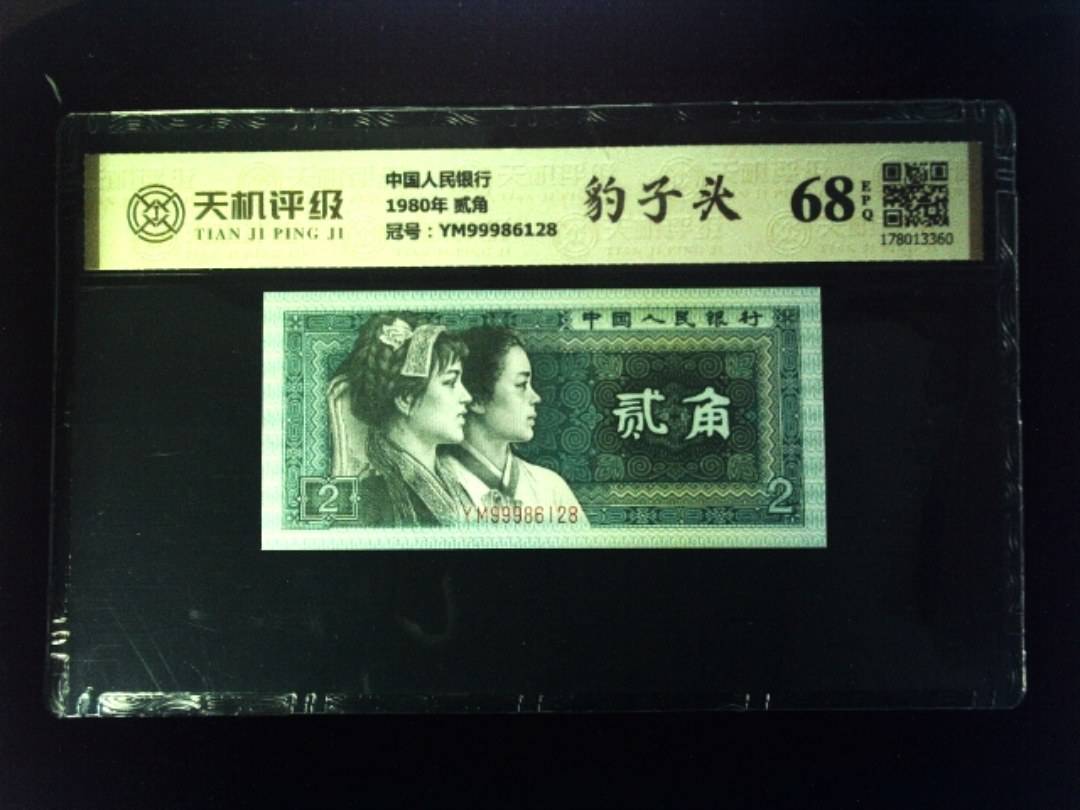 天机评级
TIAN JI PING JI
中国人民银行
1980年 贰角
冠号：YM99986128
豹子头
68
EPQ
178013360
中国人民银行
贰角
2
2
YM99986128